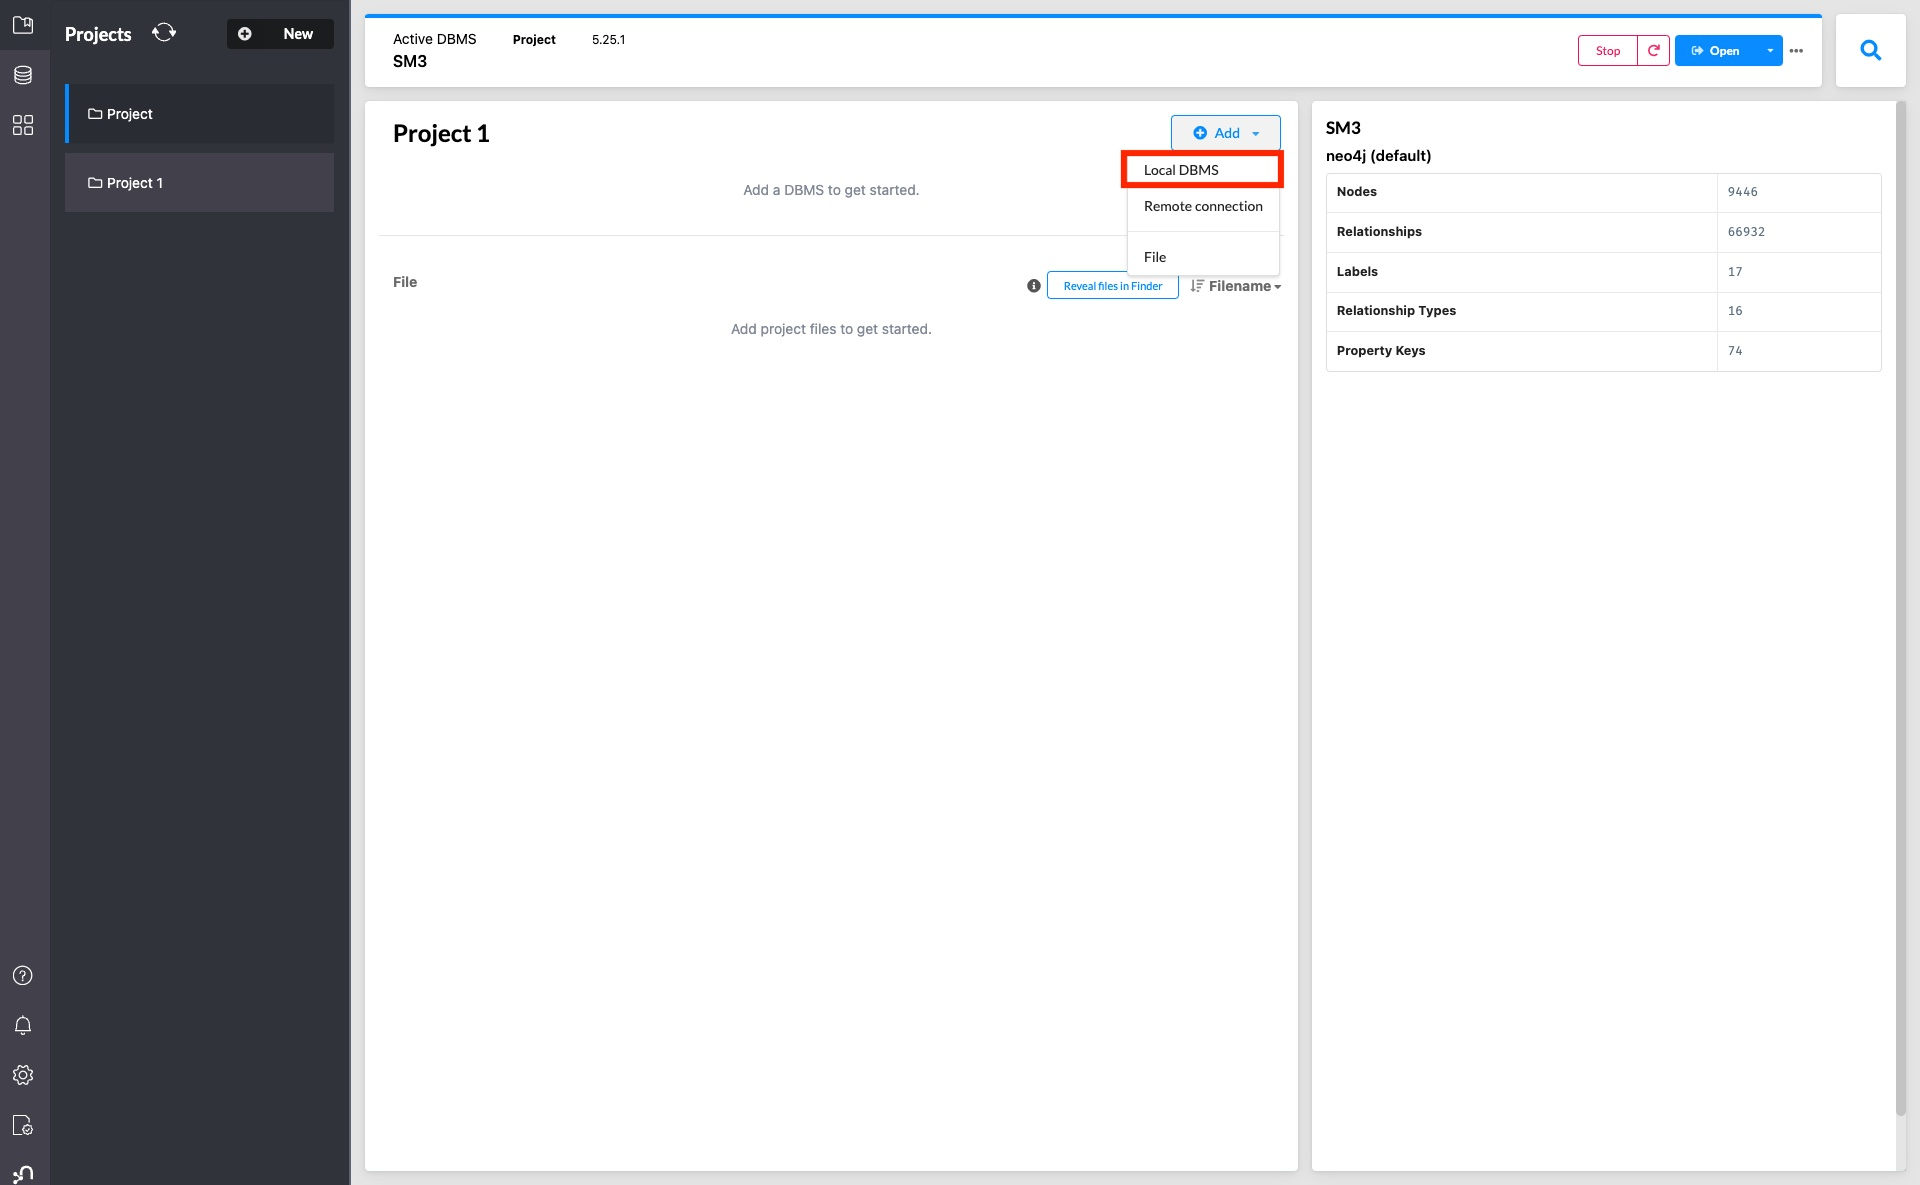 Projects
New
Project
Project 1
Active DBMS
Project
5.25.1
SM3
Stop
Open
Project 1
Add
Local DBMS
Remote connection
File
Add a DBMS to get started.
File
Reveal files in Finder
Filename
Add project files to get started.
SM3
neo4j (default)
Nodes 9446
Relationships 66932
Labels 17
Relationship Types 16
Property Keys 74